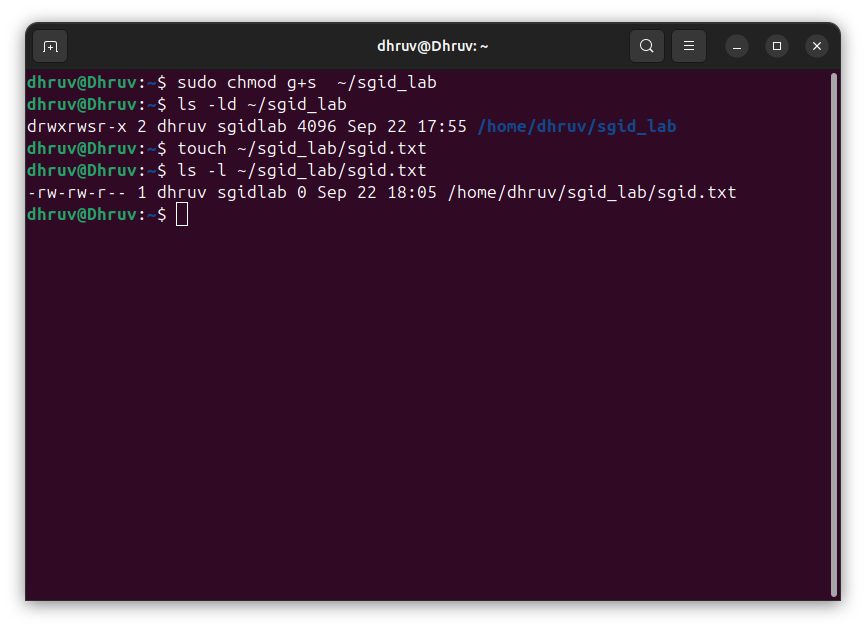 dhruv@Dhruv: ~
dhruv@Dhruv:~$ sudo chmod g+s  ~/sgid_lab
dhruv@Dhruv:~$ ls -ld ~/sgid_lab
drwxrwsr-x 2 dhruv sgidlab 4096 Sep 22 17:55 /home/dhruv/sgid_lab
dhruv@Dhruv:~$ touch ~/sgid_lab/sgid.txt
dhruv@Dhruv:~$ ls -l ~/sgid_lab/sgid.txt
-rw-rw-r-- 1 dhruv sgidlab 0 Sep 22 18:05 /home/dhruv/sgid_lab/sgid.txt
dhruv@Dhruv:~$